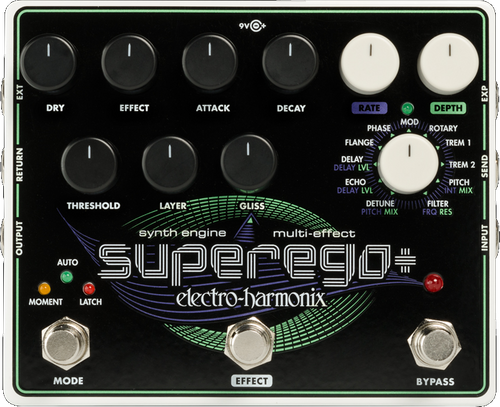 9V +
EXT
DRY
EFFECT
ATTACK
DECAY
RATE
DEPTH
EXP
MOD
PHASE
ROTARY
FLANGE
TREM 1
DELAY
DELAY LVL
TREM 2
ECHO
DELAY LVL
PITCH
INT MIX
DETUNE
PITCH MIX
FILTER
FRQ RES
RETURN
SEND
THRESHOLD
LAYER
GLISS
synth engine
multi-effect
superego+
electro-harmonix
OUTPUT
INPUT
AUTO
MOMENT
LATCH
MODE
EFFECT
BYPASS